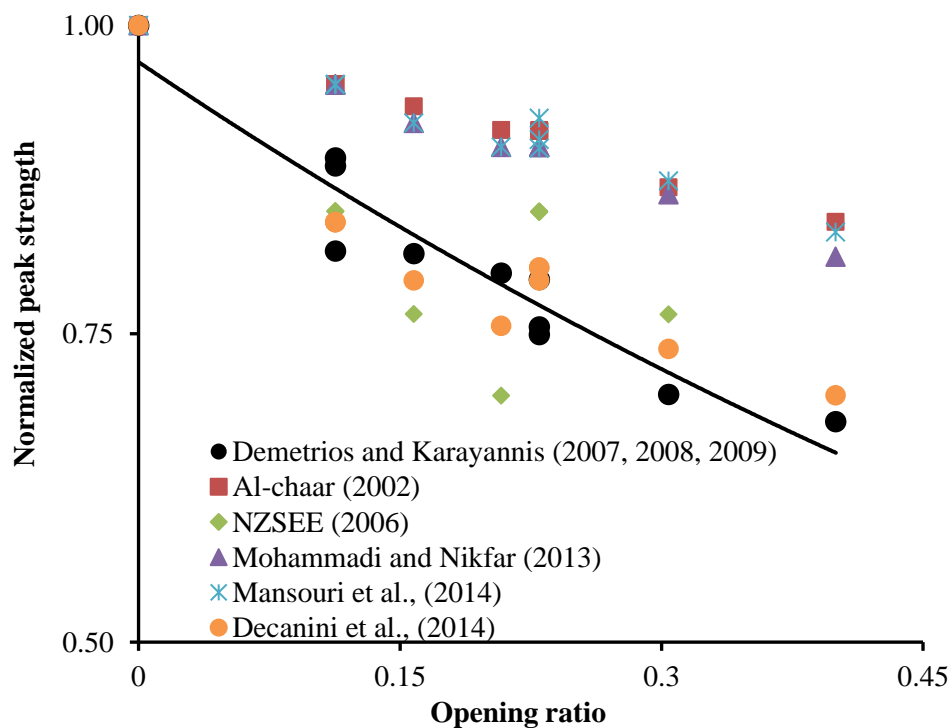 1.00
0.75
0.50
Normalized peak strength
Demetrios and Karayannis (2007, 2008, 2009)
Al-chaar (2002)
NZSEE (2006)
Mohammadi and Nikfar (2013)
Mansouri et al., (2014)
Decanini et al., (2014)
0 0.15 0.3 0.45
Opening ratio